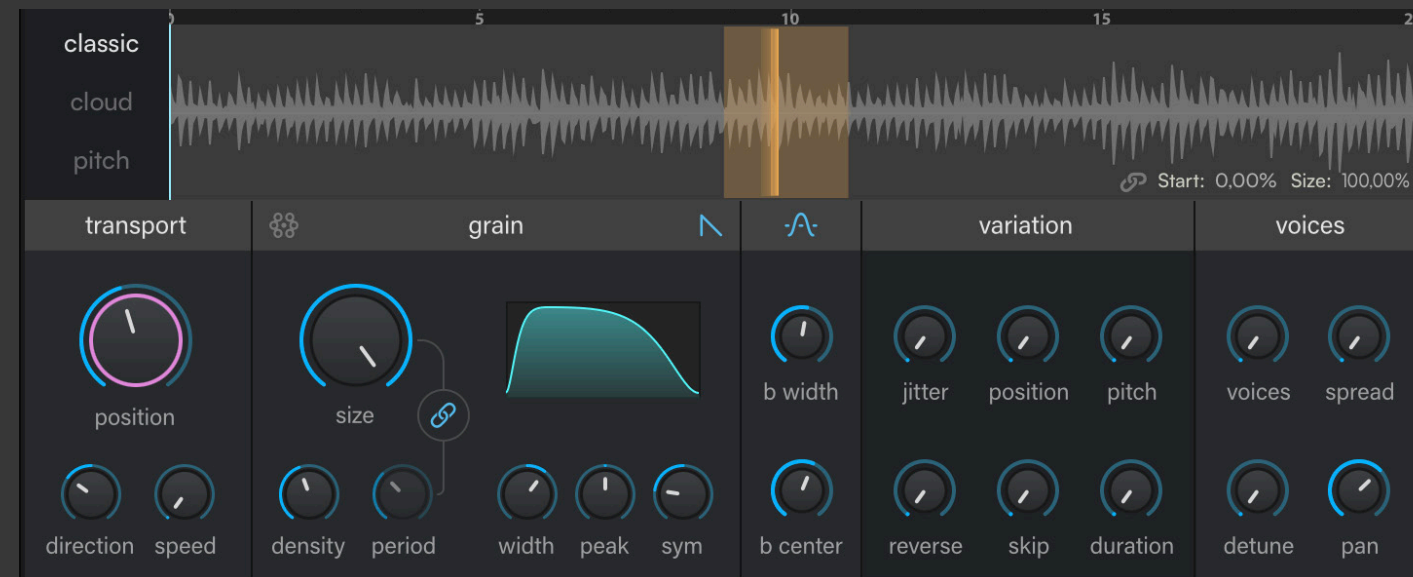 0 5 10 15 2
classic
cloud
pitch
Start: 0,00% Size: 100,00%
transport grain variation voices
position size b width jitter position pitch voices spread
direction speed density period width peak sym b center reverse skip duration detune pan